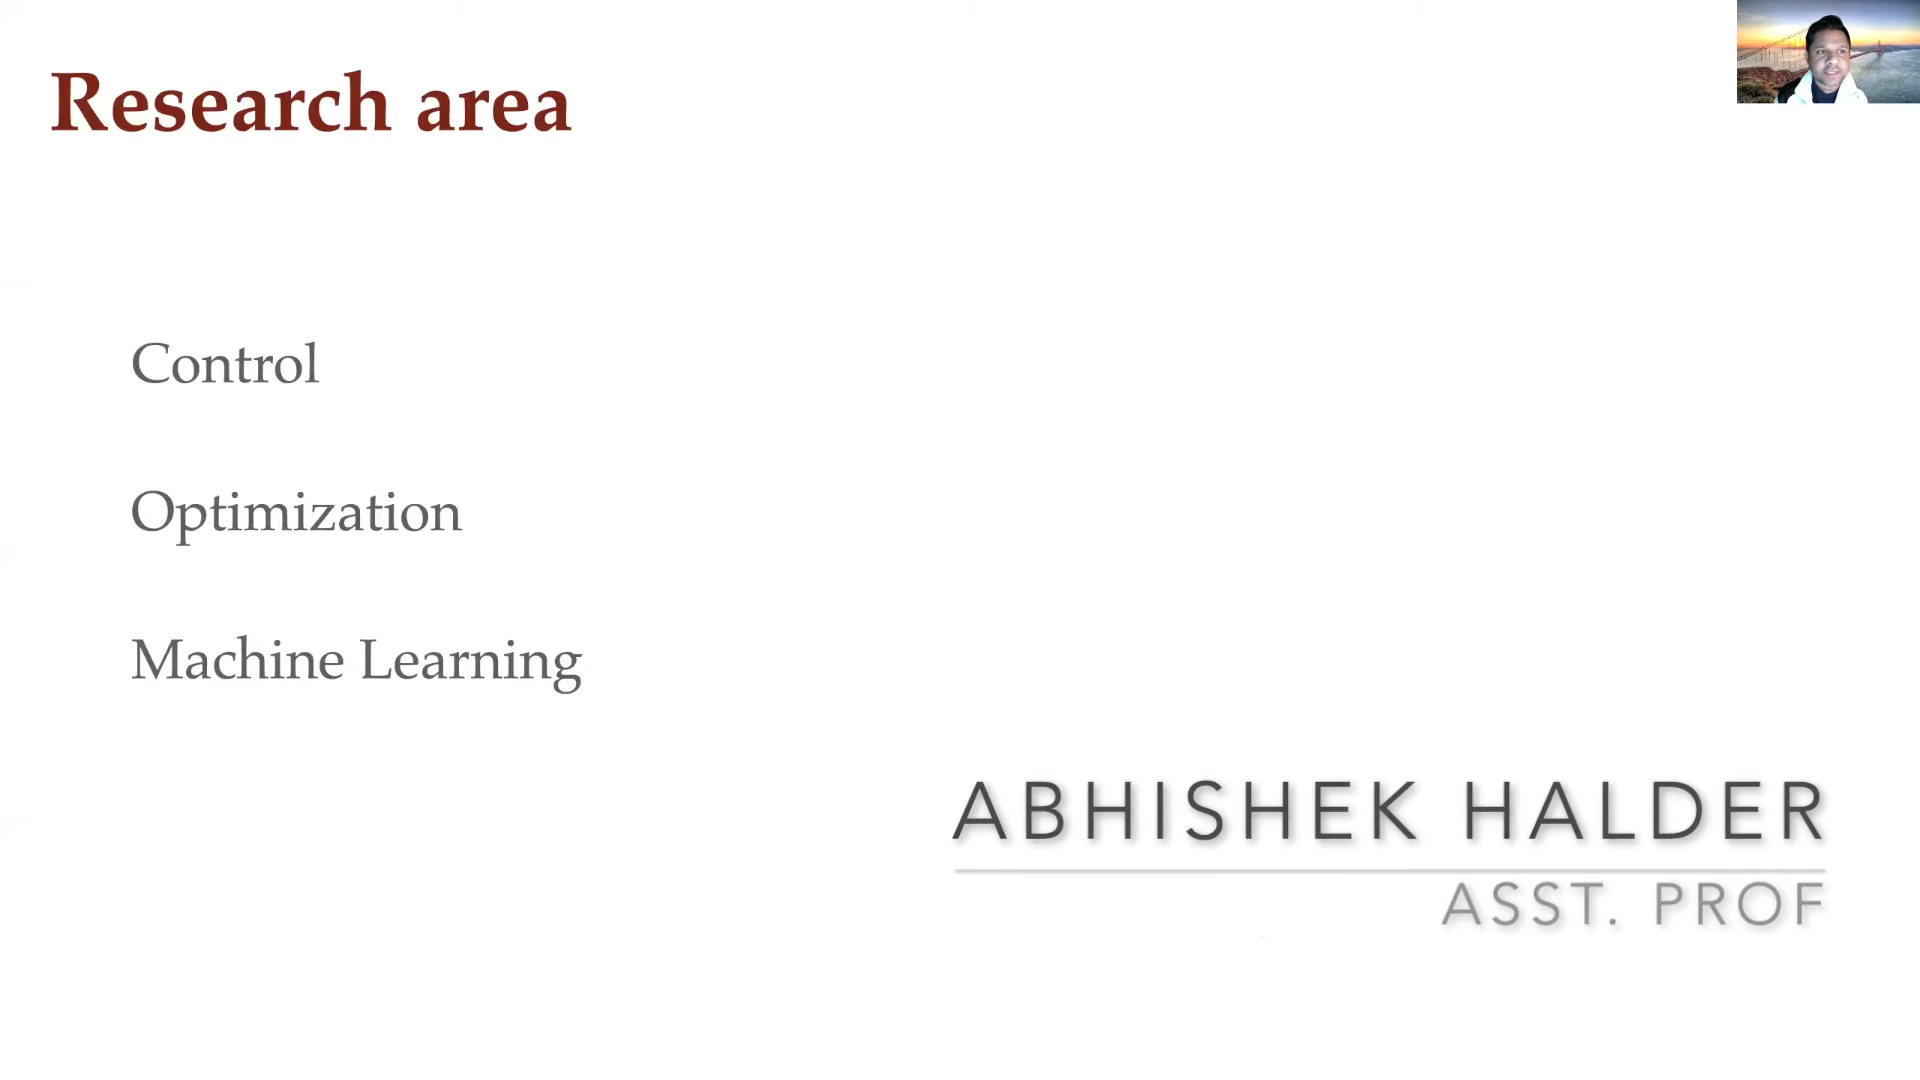 Research area
Control
Optimization
Machine Learning
ABHISHEK HALDER
ASST. PROF